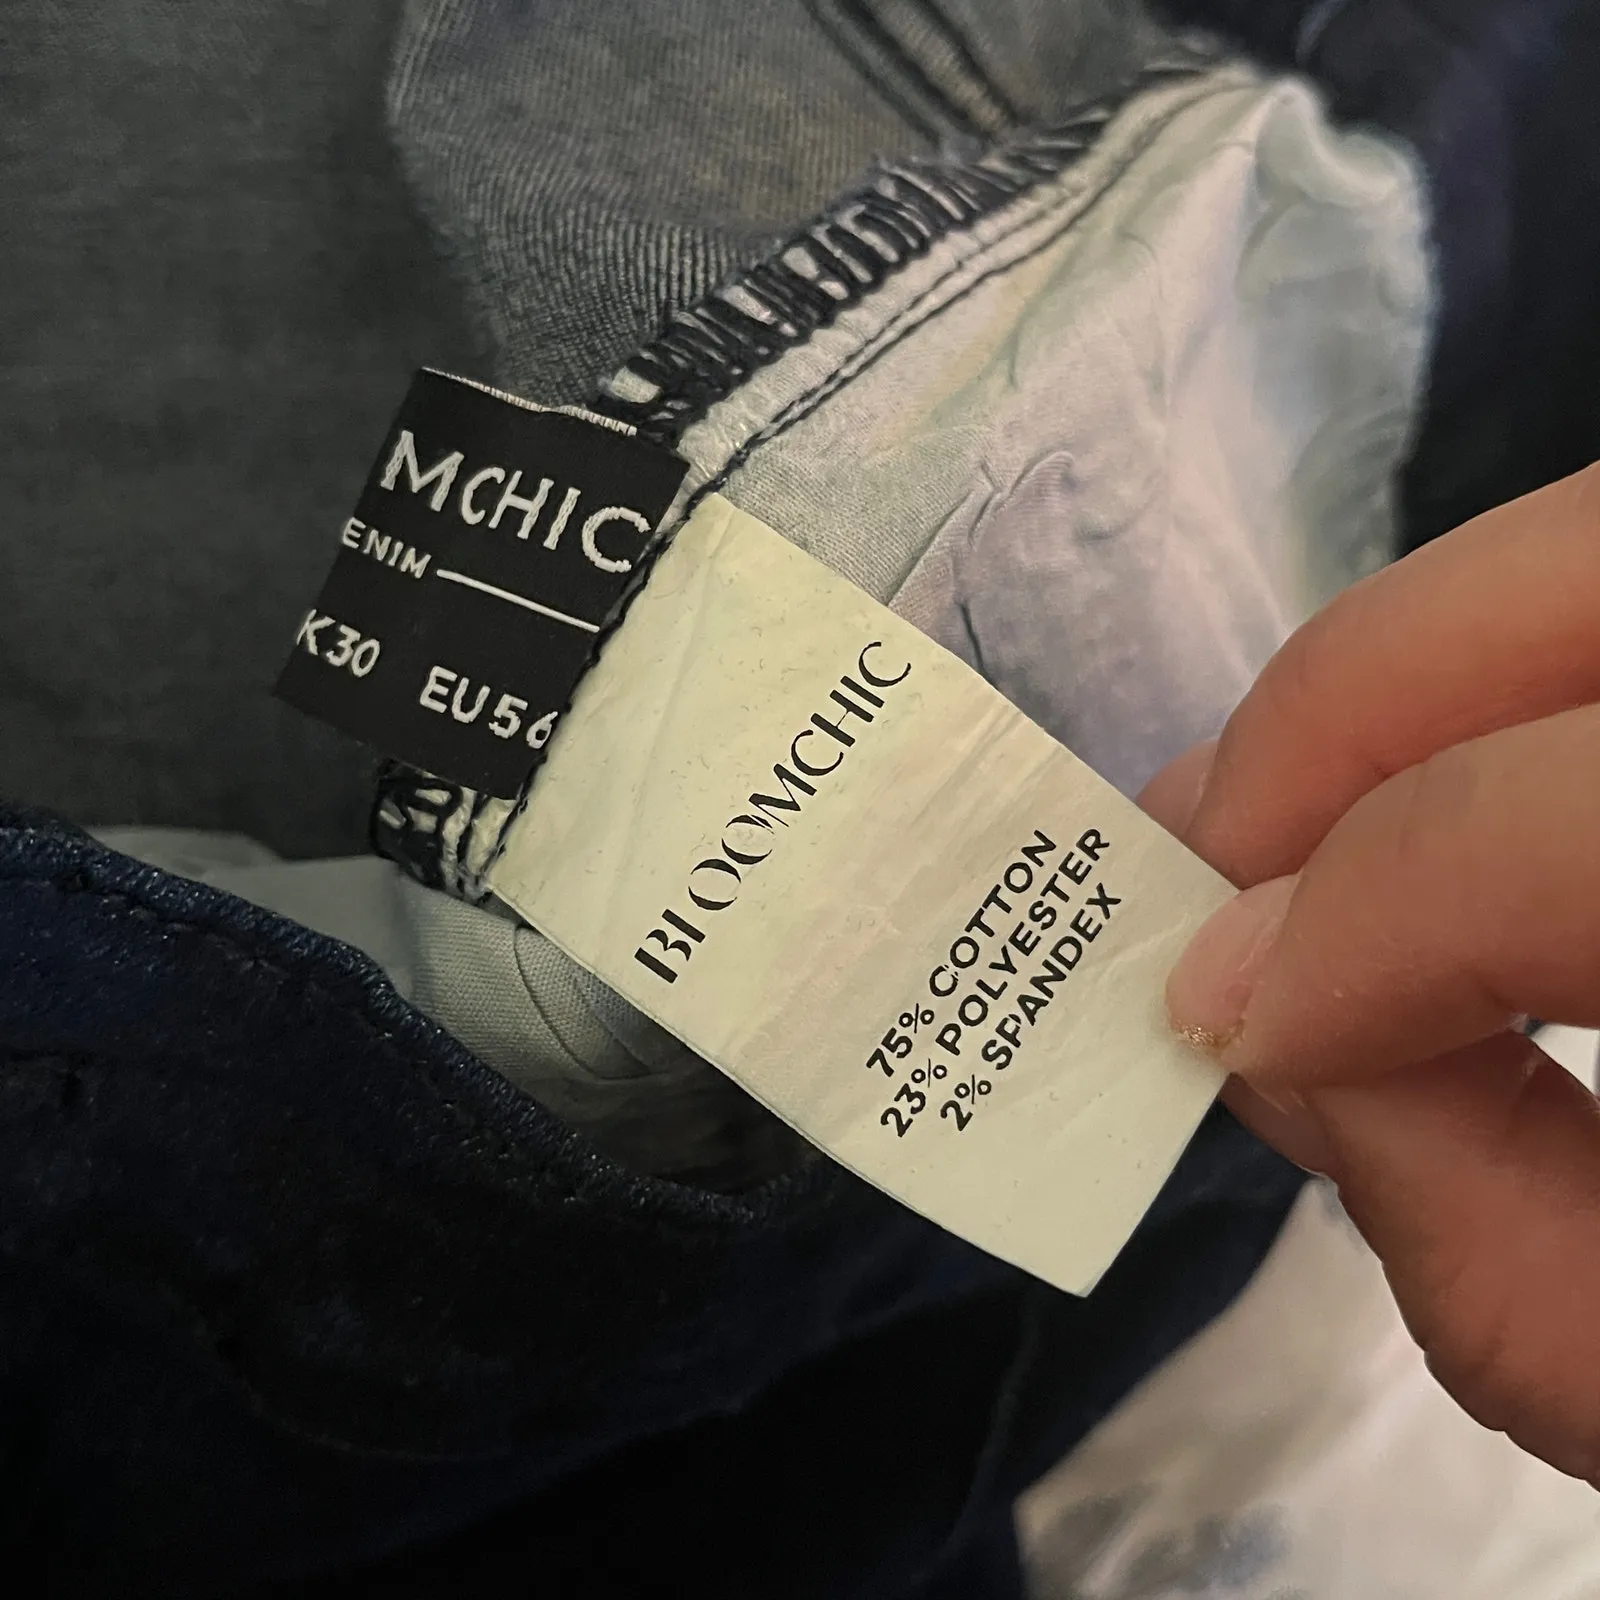 MCHIC
ENIM
K30 EU56
BLOOMCHIC
75% COTTON
23% POLYESTER
2% SPANDEX